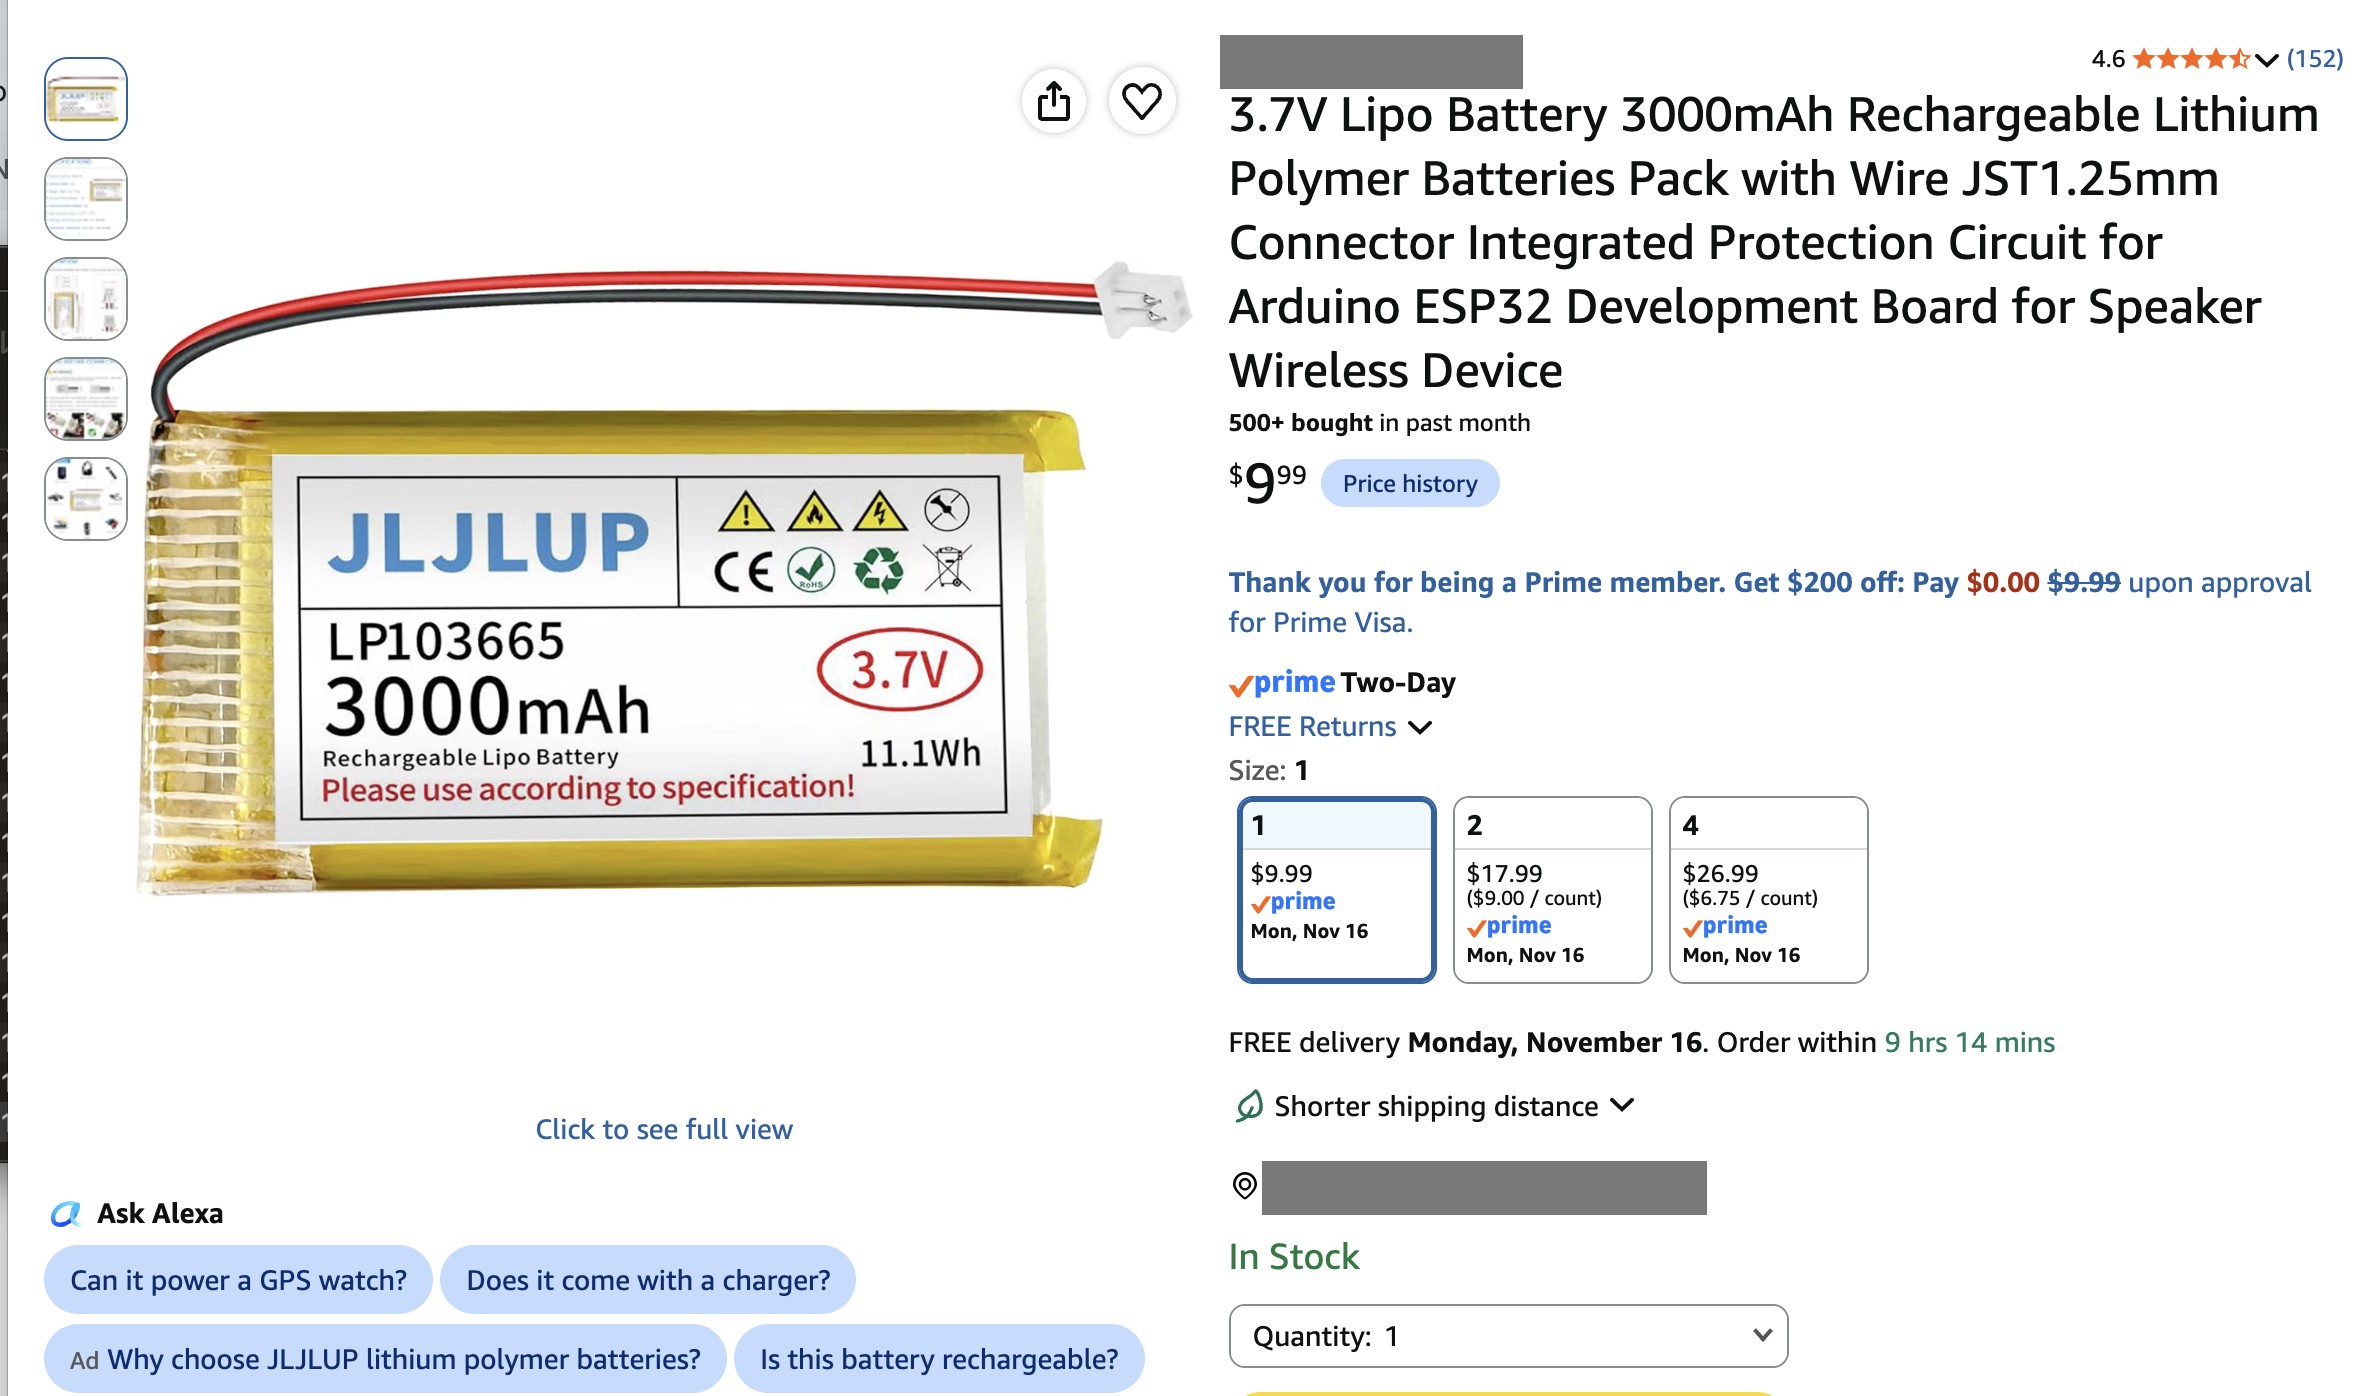 4.6 (152)
3.7V Lipo Battery 3000mAh Rechargeable Lithium
Polymer Batteries Pack with Wire JST1.25mm
Connector Integrated Protection Circuit for
Arduino ESP32 Development Board for Speaker
Wireless Device
500+ bought in past month
$9.99 Price history
Thank you for being a Prime member. Get $200 off: Pay $0.00 $9.99 upon approval
for Prime Visa.
prime Two-Day
FREE Returns
Size: 1
1
$9.99
prime
Mon, Nov 16
2
$17.99
($9.00 / count)
prime
Mon, Nov 16
4
$26.99
($6.75 / count)
prime
Mon, Nov 16
FREE delivery Monday, November 16. Order within 9 hrs 14 mins
Shorter shipping distance
In Stock
Quantity: 1
JLJLUP
CE RoHS
LP103665
3000mAh
3.7V
Rechargeable Lipo Battery
11.1Wh
Please use according to specification!
Click to see full view
Ask Alexa
Can it power a GPS watch?
Does it come with a charger?
Ad Why choose JLJLUP lithium polymer batteries?
Is this battery rechargeable?